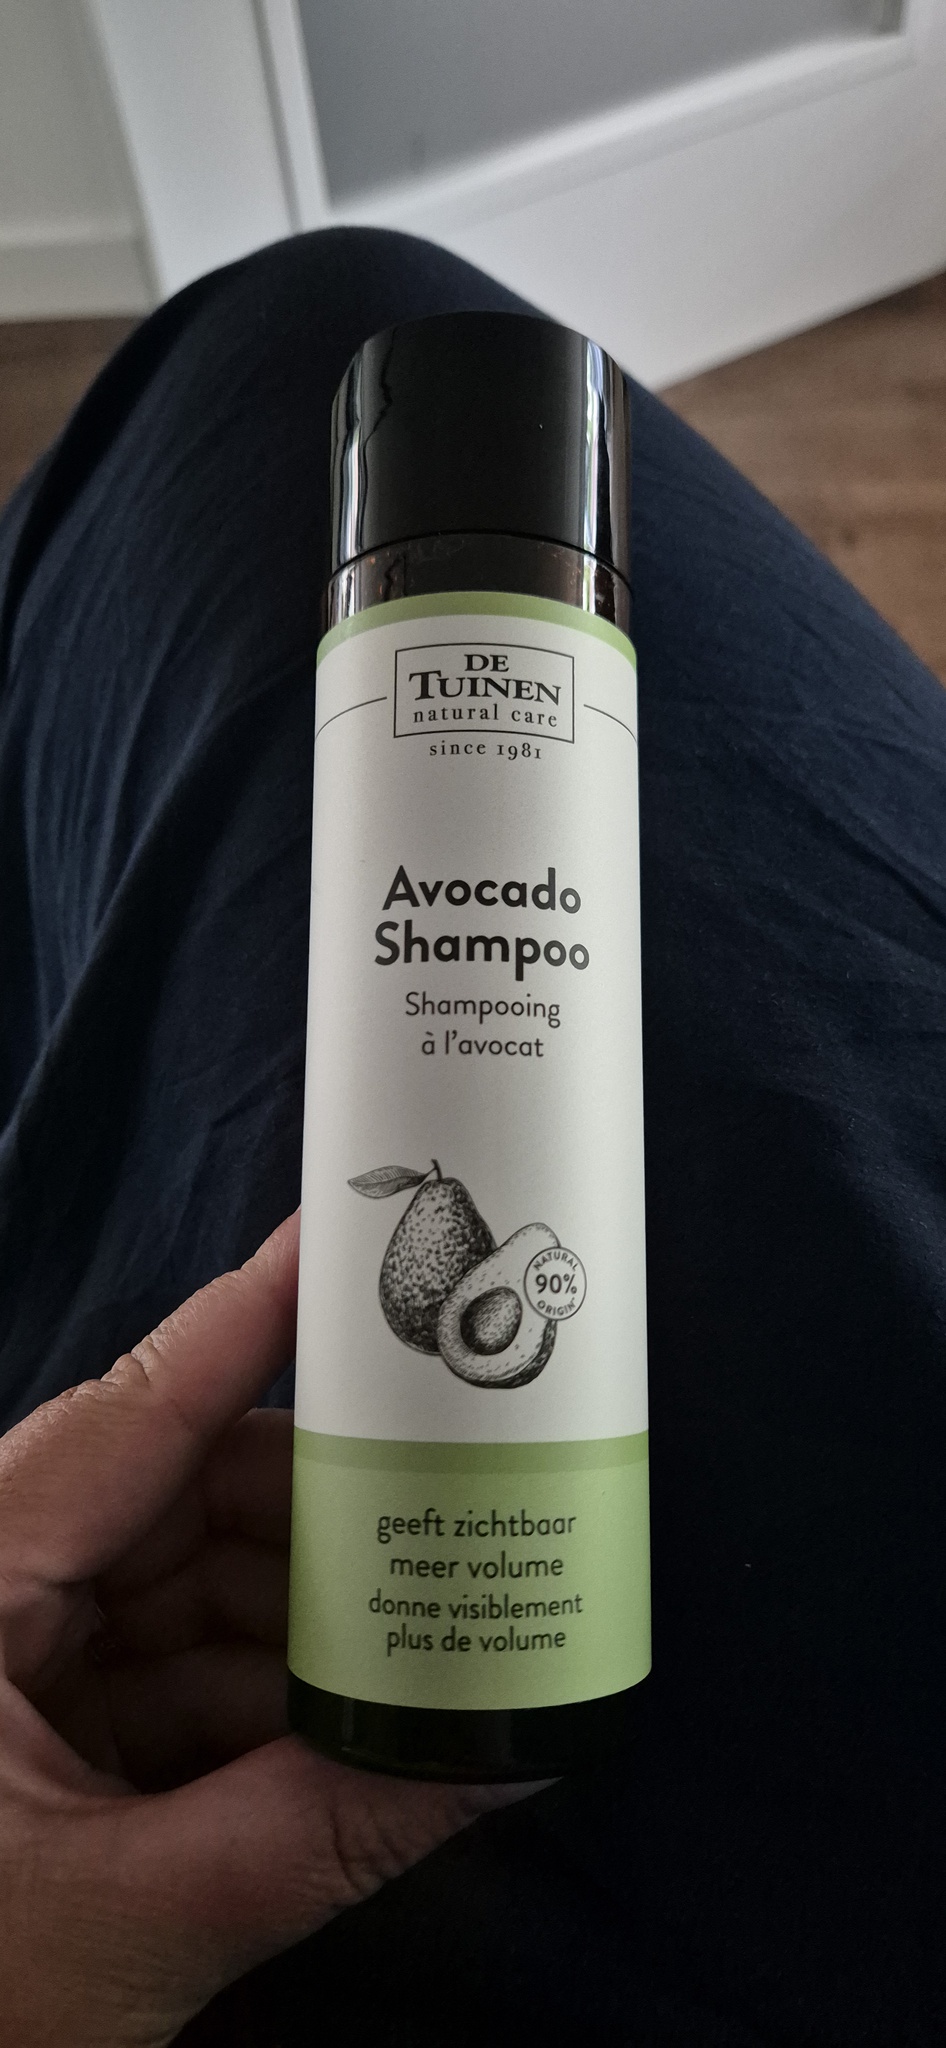 DE
TUINEN
natural care
since 1981
Avocado
Shampoo
Shampooing
à l'avocat
NATURAL
90%
ORIGIN*
geeft zichtbaar
meer volume
donne visiblement
plus de volume